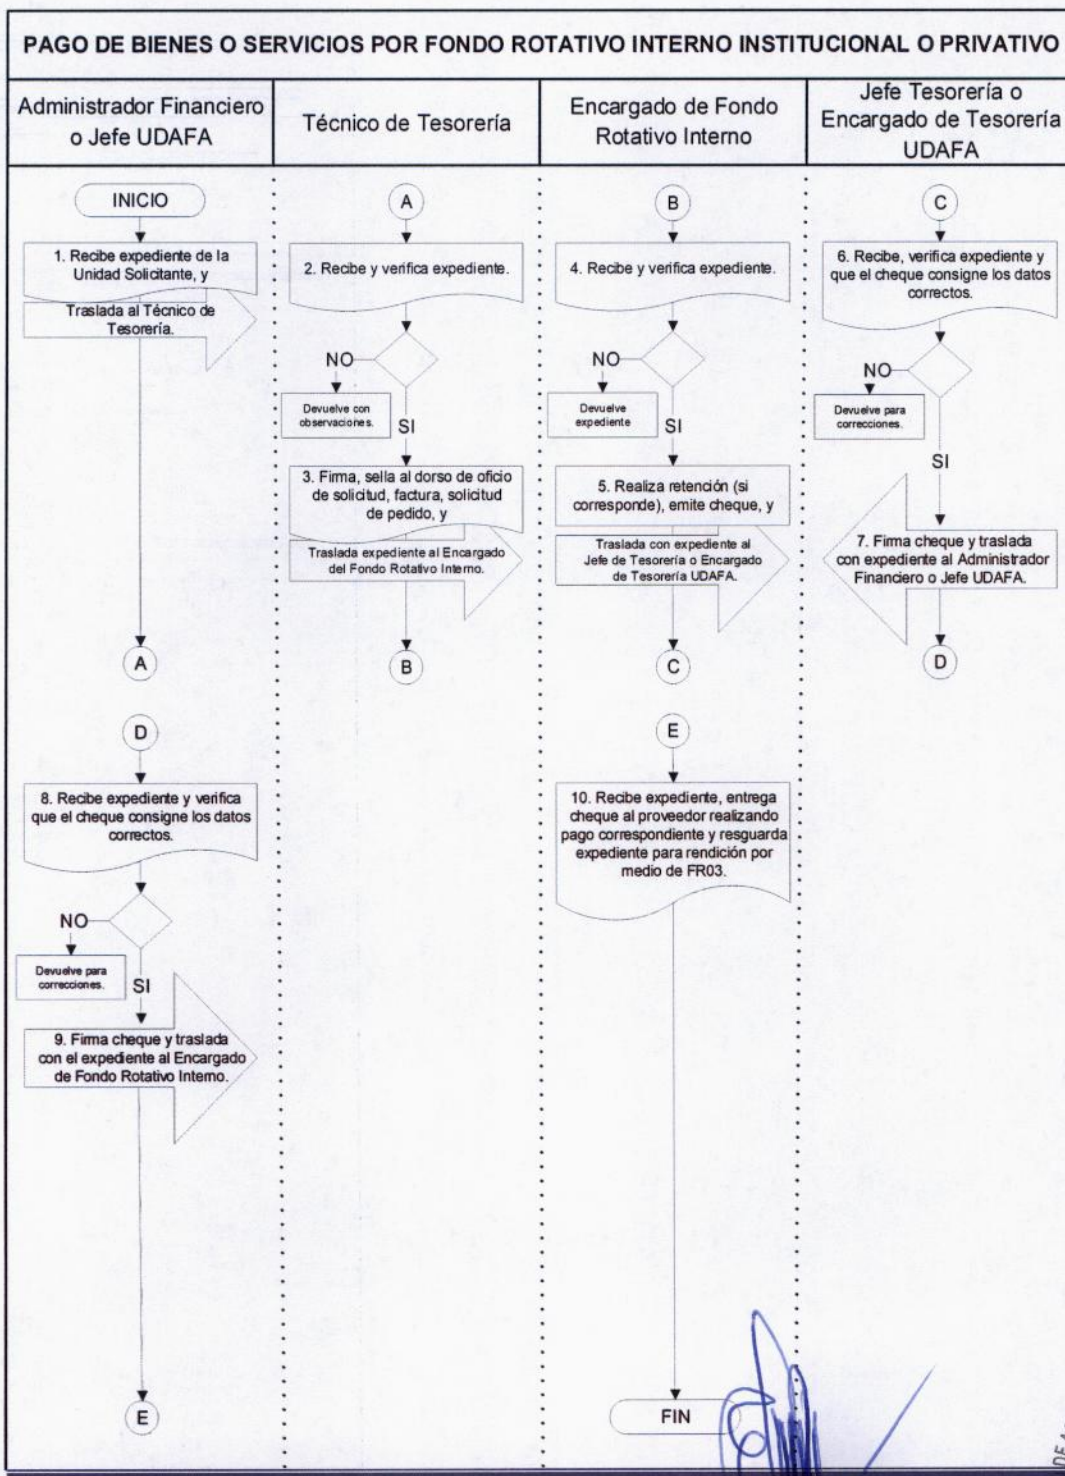 PAGO DE BIENES O SERVICIOS POR FONDO ROTATIVO INTERNO INSTITUCIONAL O PRIVATIVO
Administrador Financiero
o Jefe UDAFA
Técnico de Tesorería
Encargado de Fondo
Rotativo Interno
Jefe Tesorería o
Encargado de Tesorería
UDAFA
INICIO
1. Recibe expediente de la
Unidad Solicitante, y
Traslada al Técnico de
Tesorería.
A
A
2. Recibe y verifica expediente.
NO
Devuelve con
observaciones.
SI
3. Firma, sella al dorso de oficio
de solicitud, factura, solicitud
de pedido, y
Traslada expediente al Encargado
del Fondo Rotativo Interno.
B
B
4. Recibe y verifica expediente.
NO
Devuelve
expediente
SI
5. Realiza retención (si
corresponde), emite cheque, y
Traslada con expediente al
Jefe de Tesorería o Encargado
de Tesorería UDAFA.
C
C
6. Recibe, verifica expediente y
que el cheque consigne los datos
correctos.
NO
Devuelve para
correcciones.
SI
7. Firma cheque y traslada
con expediente al Administrador
Financiero o Jefe UDAFA.
D
D
8. Recibe expediente y verifica
que el cheque consigne los datos
correctos.
NO
Devuelve para
correcciones.
SI
9. Firma cheque y traslada
con el expediente al Encargado
de Fondo Rotativo Interno.
E
E
10. Recibe expediente, entrega
cheque al proveedor realizando
pago correspondiente y resguarda
expediente para rendición por
medio de FR03.
FIN